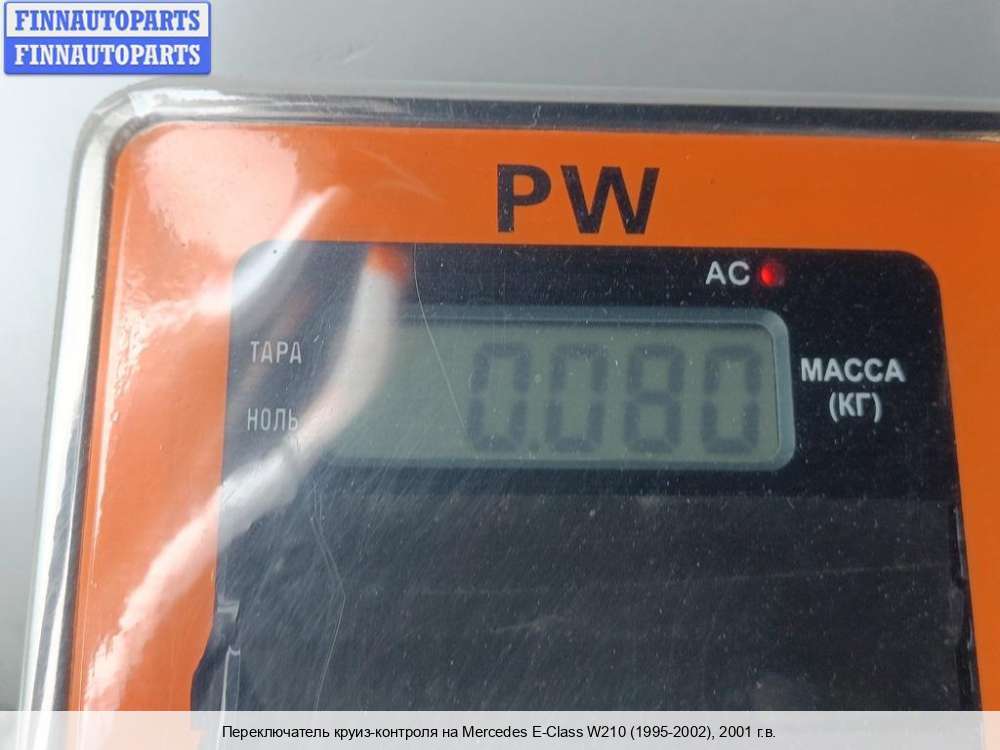 FINNAUTOPARTS
FINNAUTOPARTS
PW
AC
ТАРА
0.080
МАССА
(КГ)
НОЛЬ
Переключатель круиз-контроля на Mercedes E-Class W210 (1995-2002), 2001 г.в.